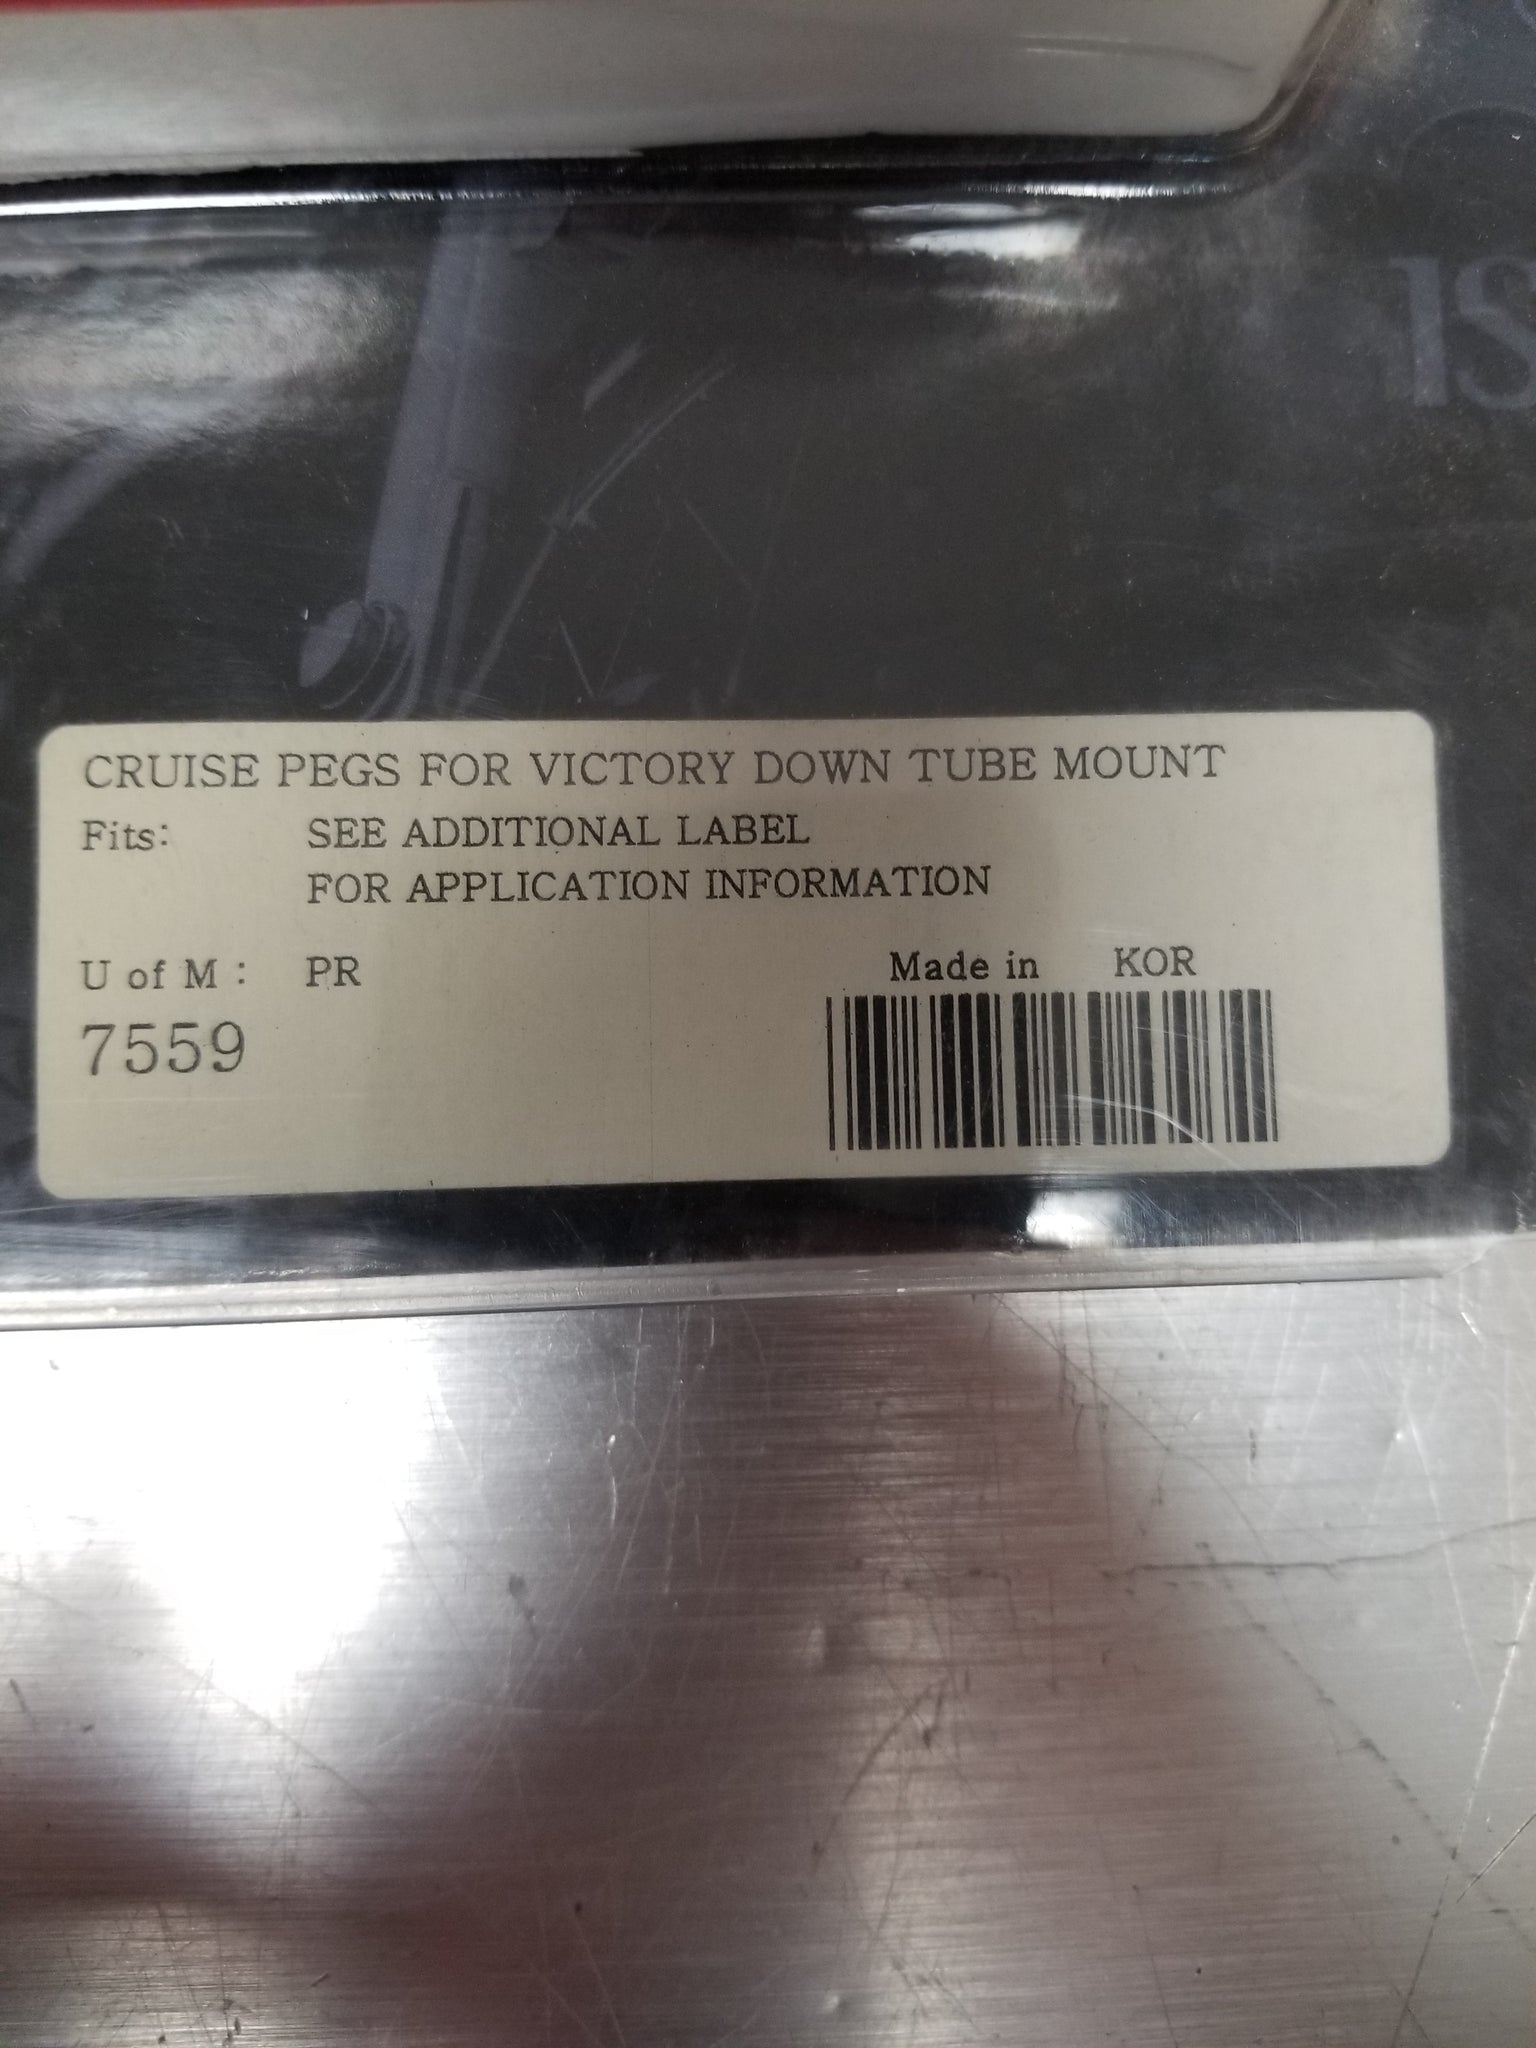 IS
CRUISE PEGS FOR VICTORY DOWN TUBE MOUNT
Fits: SEE ADDITIONAL LABEL
FOR APPLICATION INFORMATION
U of M : PR
Made in KOR
7559